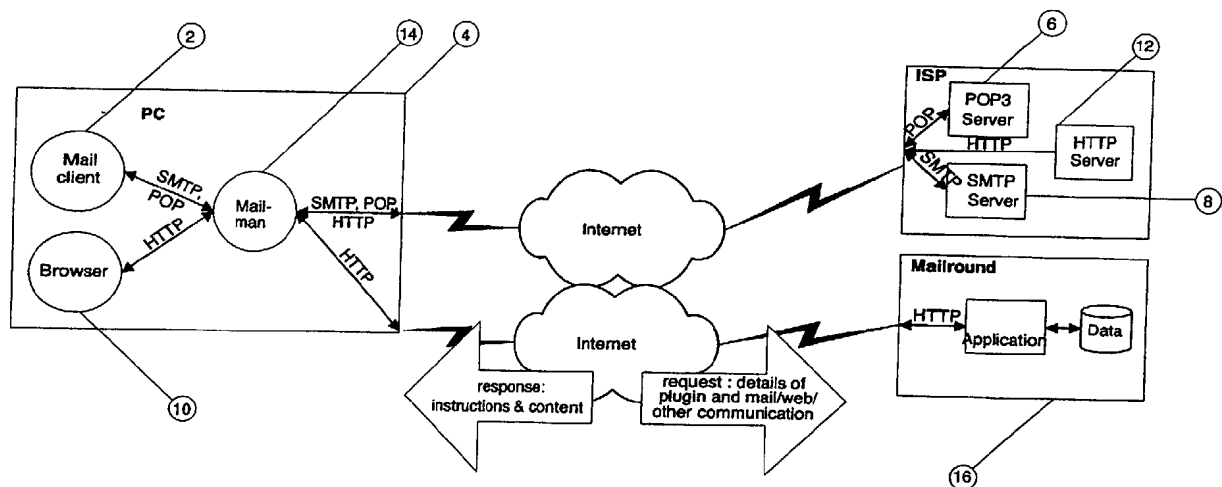 2
14
4
6
12
PC
ISP
Mail
client
SMTP,
POP
HTTP
Browser
Mail-
man
SMTP, POP,
HTTP
HTTP
Internet
POP
POP3
Server
HTTP
HTTP
Server
SMTP
SMTP
Server
8
Internet
Mailround
HTTP
Application
Data
response:
instructions & content
request : details of
plugin and mail/web/
other communication
10
16